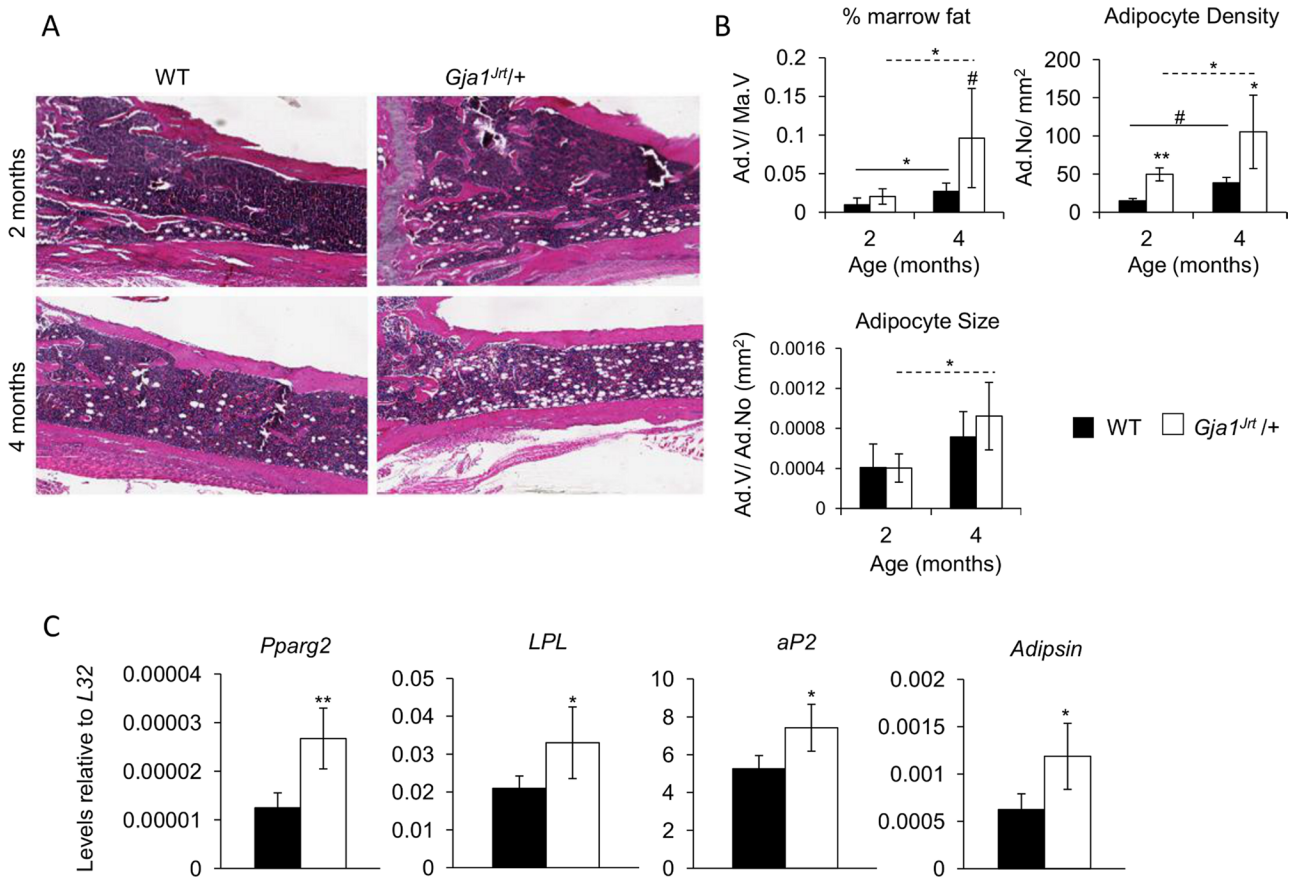 A
WT
Gja1^Jrt/+
2 months
4 months
B
% marrow fat
Ad.V/ Ma.V
0.2
0.15
0.1
0.05
0
*
*
#
2
4
Age (months)
Adipocyte Density
Ad.No/ mm²
200
150
100
50
0
*
#
**
*
2
4
Age (months)
Adipocyte Size
Ad.V/ Ad.No (mm²)
0.0016
0.0012
0.0008
0.0004
0
*
2
4
Age (months)
WT
Gja1^Jrt /+
C
Levels relative to L32
Pparg2
0.00004
0.00003
0.00002
0.00001
0
**
LPL
0.05
0.04
0.03
0.02
0.01
0
*
aP2
10
8
6
4
2
0
*
Adipsin
0.002
0.0015
0.001
0.0005
0
*